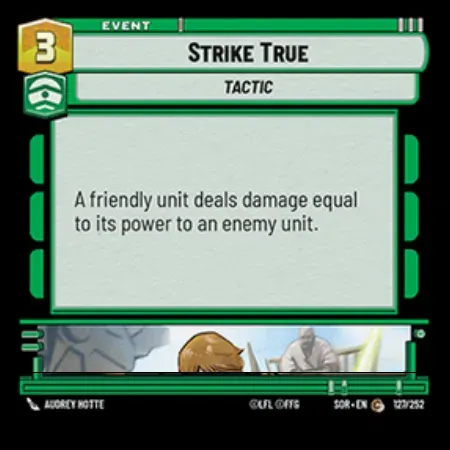 EVENT
3
STRIKE TRUE
TACTIC
A friendly unit deals damage equal
to its power to an enemy unit.
AUDREY HOTTE
©LFL ©FFG
SOR • EN
127/252